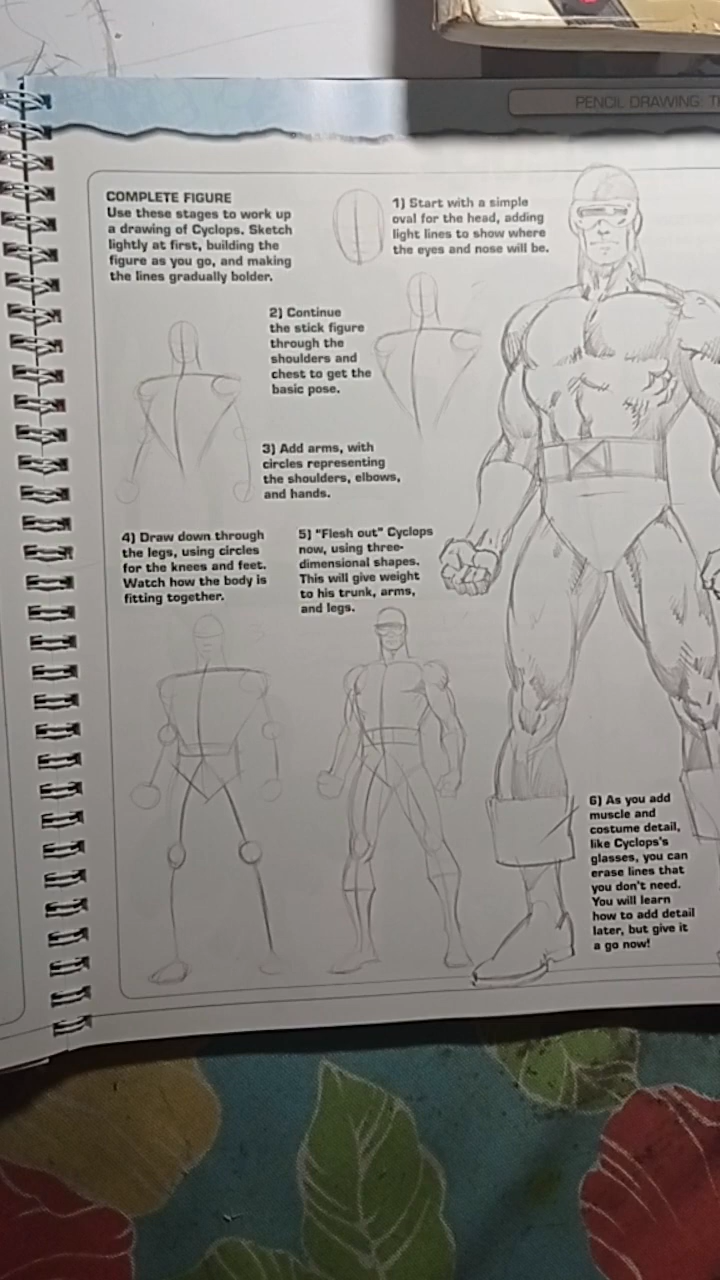 PENCIL DRAWING: T
COMPLETE FIGURE
Use these stages to work up
a drawing of Cyclops. Sketch
lightly at first, building the
figure as you go, and making
the lines gradually bolder.
1) Start with a simple
oval for the head, adding
light lines to show where
the eyes and nose will be.
2) Continue
the stick figure
through the
shoulders and
chest to get the
basic pose.
3) Add arms, with
circles representing
the shoulders, elbows,
and hands.
4) Draw down through
the legs, using circles
for the knees and feet.
Watch how the body is
fitting together.
5) "Flesh out" Cyclops
now, using three-
dimensional shapes.
This will give weight
to his trunk, arms,
and legs.
6) As you add
muscle and
costume detail,
like Cyclops's
glasses, you can
erase lines that
you don't need.
You will learn
how to add detail
later, but give it
a go now!